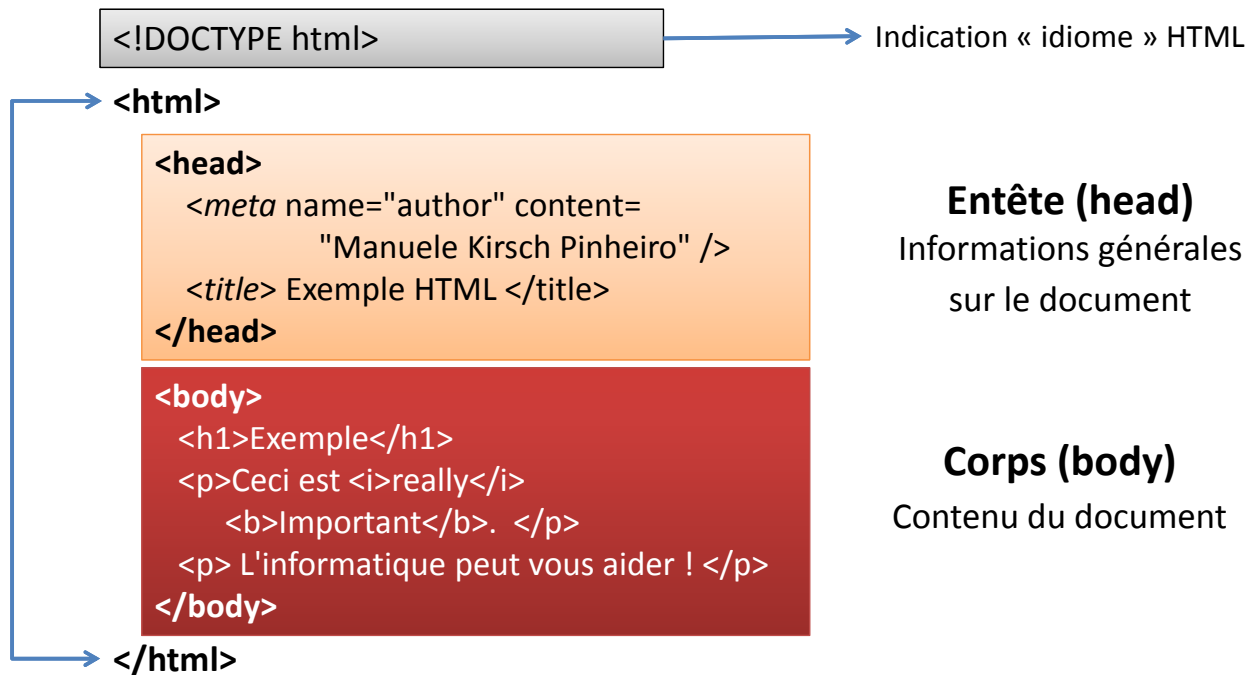 <!DOCTYPE html>
Indication « idiome » HTML
<html>
<head>
<meta name="author" content=
"Manuele Kirsch Pinheiro" />
<title> Exemple HTML </title>
</head>
Entête (head)
Informations générales
sur le document
<body>
<h1>Exemple</h1>
<p>Ceci est <i>really</i>
<b>Important</b>. </p>
<p> L'informatique peut vous aider ! </p>
</body>
Corps (body)
Contenu du document
</html>